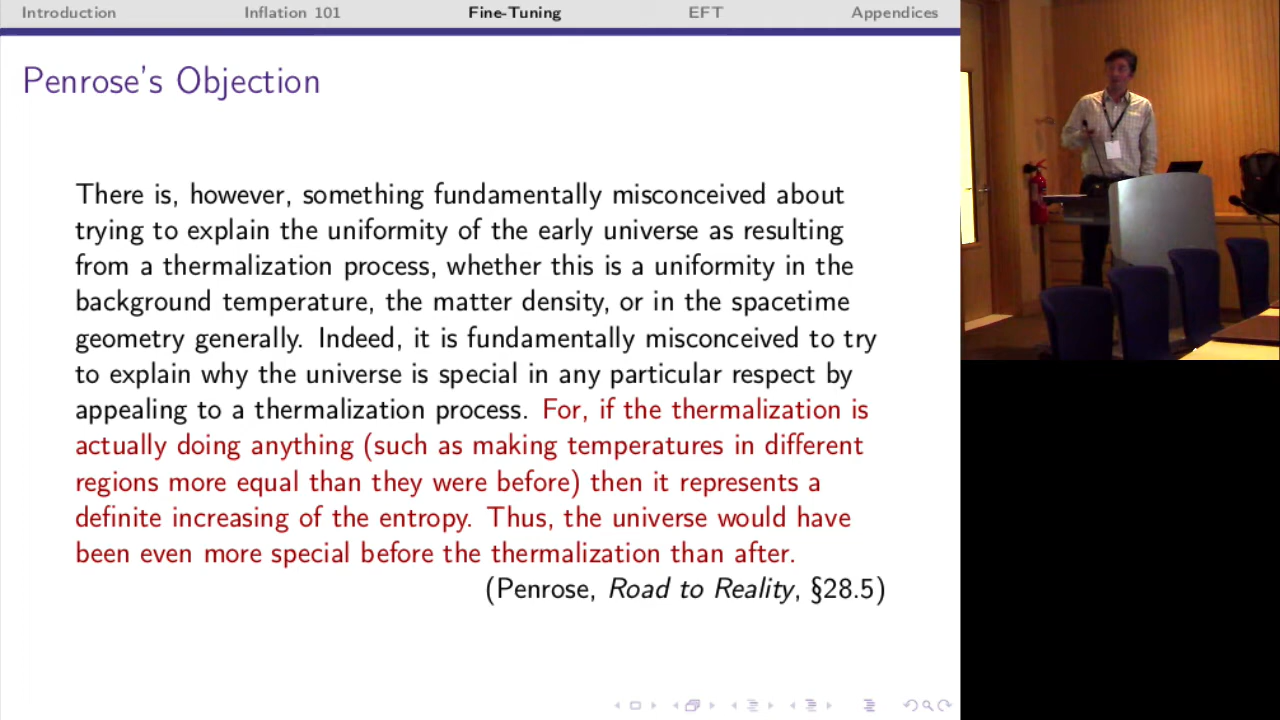 Introduction Inflation 101 Fine-Tuning EFT Appendices
Penrose's Objection
There is, however, something fundamentally misconceived about
trying to explain the uniformity of the early universe as resulting
from a thermalization process, whether this is a uniformity in the
background temperature, the matter density, or in the spacetime
geometry generally. Indeed, it is fundamentally misconceived to try
to explain why the universe is special in any particular respect by
appealing to a thermalization process. For, if the thermalization is
actually doing anything (such as making temperatures in different
regions more equal than they were before) then it represents a
definite increasing of the entropy. Thus, the universe would have
been even more special before the thermalization than after.
(Penrose, Road to Reality, §28.5)